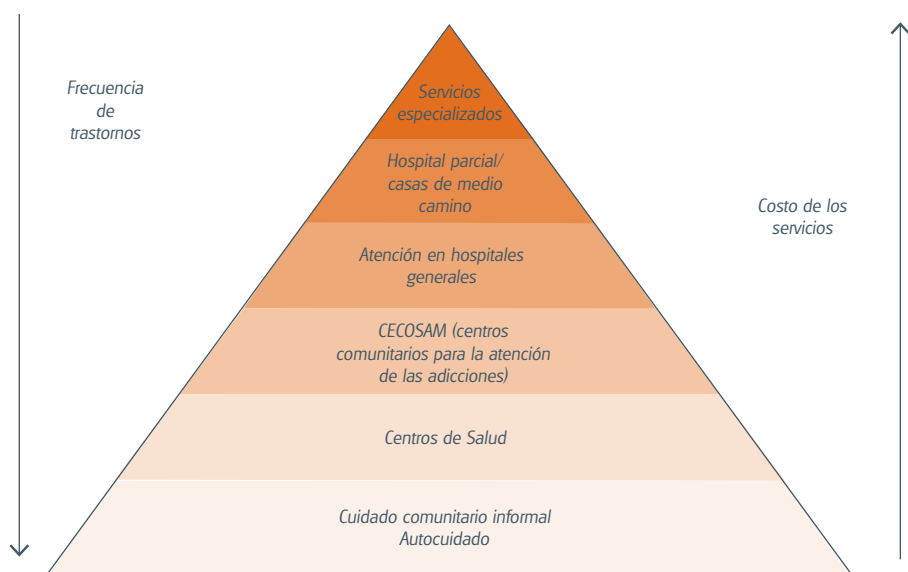 Frecuencia
de
trastornos
Servicios
especializados
Hospital parcial/
casas de medio
camino
Costo de los
servicios
Atención en hospitales
generales
CECOSAM (centros
comunitarios para la atención
de las adicciones)
Centros de Salud
Cuidado comunitario informal
Autocuidado